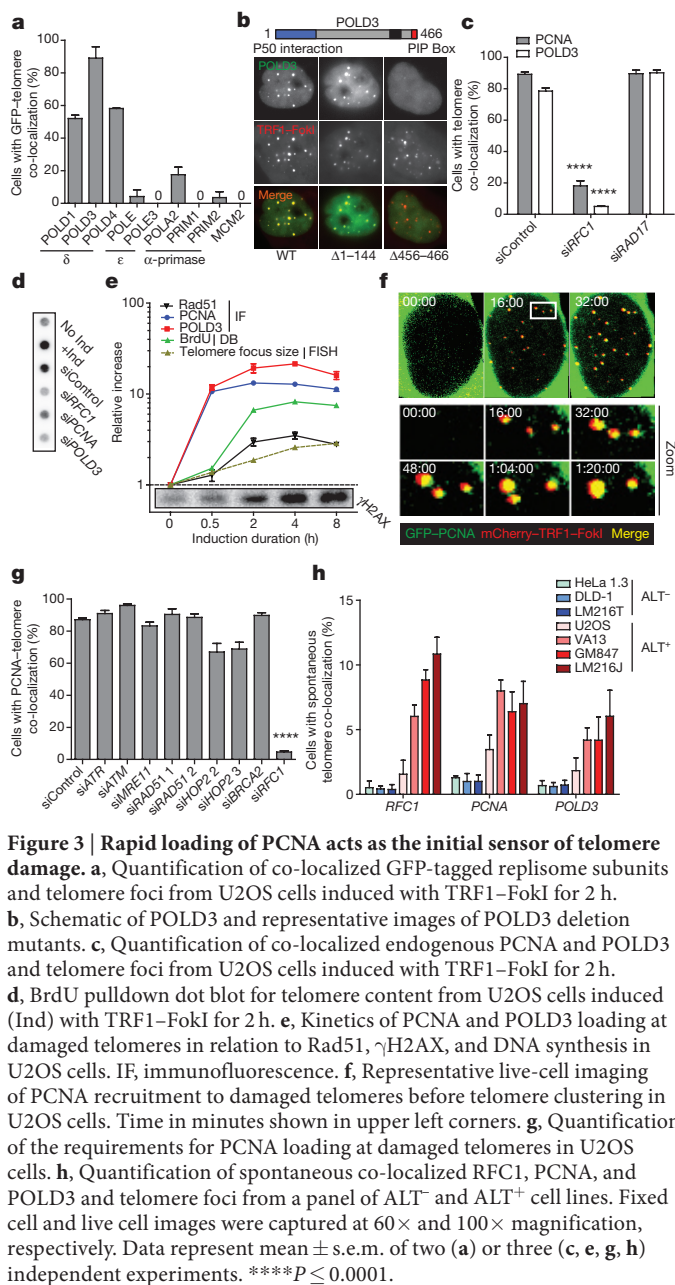 a
Cells with GFP–telomere
co-localization (%)
100
80
60
40
20
0
0
0
0
POLD1
POLD3
POLD4
POLE
POLE3
POLA2
PRIM1
PRIM2
MCM2
δ
ε
α-primase
b
POLD3
1
466
P50 interaction
PIP Box
POLD3
TRF1–FokI
Merge
WT
Δ1–144
Δ456–466
c
PCNA
POLD3
Cells with telomere
co-localization (%)
100
80
60
40
20
0
****
****
siControl
siRFC1
siRAD17
d
No Ind
+Ind
siControl
siRFC1
siPCNA
siPOLD3
e
Rad51
PCNA
POLD3
IF
BrdU
DB
Telomere focus size
FISH
Relative increase
100
10
1
0
0.5
2
4
8
Induction duration (h)
γH2AX
f
00:00
16:00
32:00
16:00
32:00
48:00
1:04:00
1:20:00
Zoom
GFP–PCNA
mCherry–TRF1–FokI
Merge
g
Cells with PCNA–telomere
co-localization (%)
100
80
60
40
20
0
****
siControl
siATR
siATM
siMRE11
siRAD51 1
siRAD51 2
siHOP2 2
siHOP2 3
siBRCA2
siRFC1
h
HeLa 1.3
DLD-1
LM216T
ALT⁻
U2OS
VA13
GM847
LM216J
ALT⁺
Cells with spontaneous
telomere co-localization (%)
15
10
5
0
RFC1
PCNA
POLD3
Figure 3 | Rapid loading of PCNA acts as the initial sensor of telomere
damage. a, Quantification of co-localized GFP-tagged replisome subunits
and telomere foci from U2OS cells induced with TRF1–FokI for 2 h.
b, Schematic of POLD3 and representative images of POLD3 deletion
mutants. c, Quantification of co-localized endogenous PCNA and POLD3
and telomere foci from U2OS cells induced with TRF1–FokI for 2 h.
d, BrdU pulldown dot blot for telomere content from U2OS cells induced
(Ind) with TRF1–FokI for 2 h. e, Kinetics of PCNA and POLD3 loading at
damaged telomeres in relation to Rad51, γH2AX, and DNA synthesis in
U2OS cells. IF, immunofluorescence. f, Representative live-cell imaging
of PCNA recruitment to damaged telomeres before telomere clustering in
U2OS cells. Time in minutes shown in upper left corners. g, Quantification
of the requirements for PCNA loading at damaged telomeres in U2OS
cells. h, Quantification of spontaneous co-localized RFC1, PCNA, and
POLD3 and telomere foci from a panel of ALT⁻ and ALT⁺ cell lines. Fixed
cell and live cell images were captured at 60× and 100× magnification,
respectively. Data represent mean ± s.e.m. of two (a) or three (c, e, g, h)
independent experiments. ****P ≤ 0.0001.